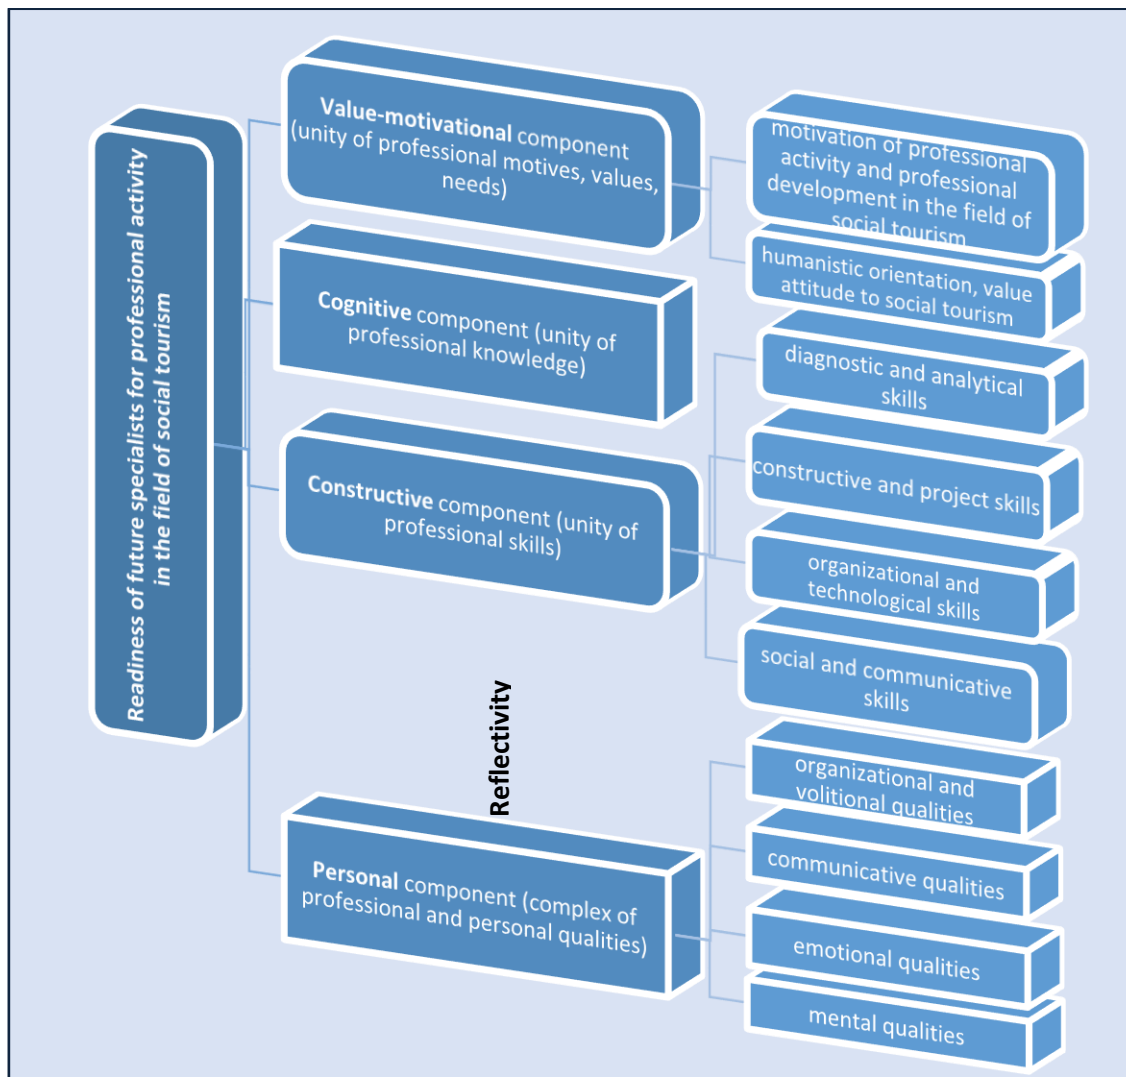 Readiness of future specialists for professional activity
in the field of social tourism
Value-motivational component
(unity of professional motives, values,
needs)
motivation of professional
activity and professional
development in the field of
social tourism
humanistic orientation, value
attitude to social tourism
Cognitive component (unity of
professional knowledge)
Constructive component (unity of
professional skills)
diagnostic and analytical
skills
constructive and project skills
organizational and
technological skills
social and communicative
skills
Reflectivity
Personal component (complex of
professional and personal qualities)
organizational and
volitional qualities
communicative qualities
emotional qualities
mental qualities